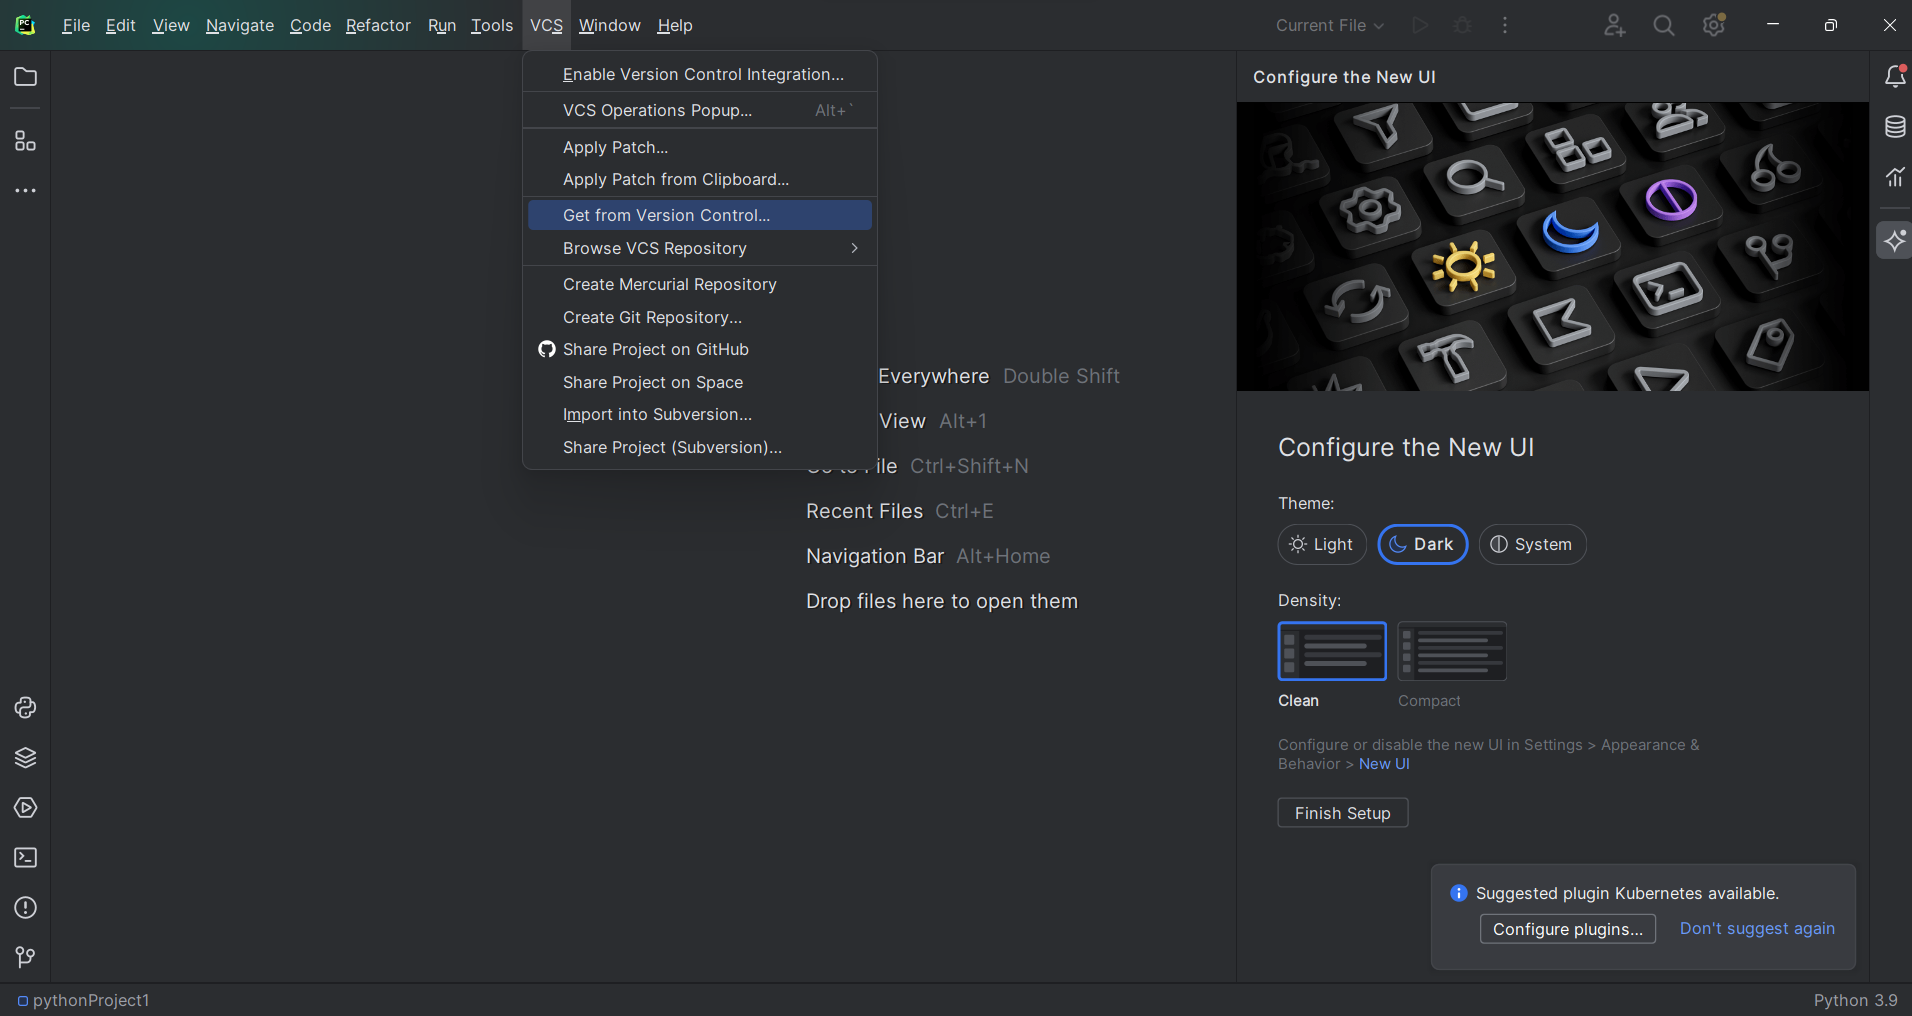 File Edit View Navigate Code Refactor Run Tools VCS Window Help
Current File
Enable Version Control Integration...
VCS Operations Popup... Alt+`
Apply Patch...
Apply Patch from Clipboard...
Get from Version Control...
Browse VCS Repository
Create Mercurial Repository
Create Git Repository...
Share Project on GitHub
Share Project on Space
Import into Subversion...
Share Project (Subversion)...
Everywhere Double Shift
View Alt+1
File Ctrl+Shift+N
Recent Files Ctrl+E
Navigation Bar Alt+Home
Drop files here to open them
Configure the New UI
Configure the New UI
Theme:
Light Dark System
Density:
Clean Compact
Configure or disable the new UI in Settings > Appearance &
Behavior > New UI
Finish Setup
Suggested plugin Kubernetes available.
Configure plugins... Don't suggest again
pythonProject1
Python 3.9